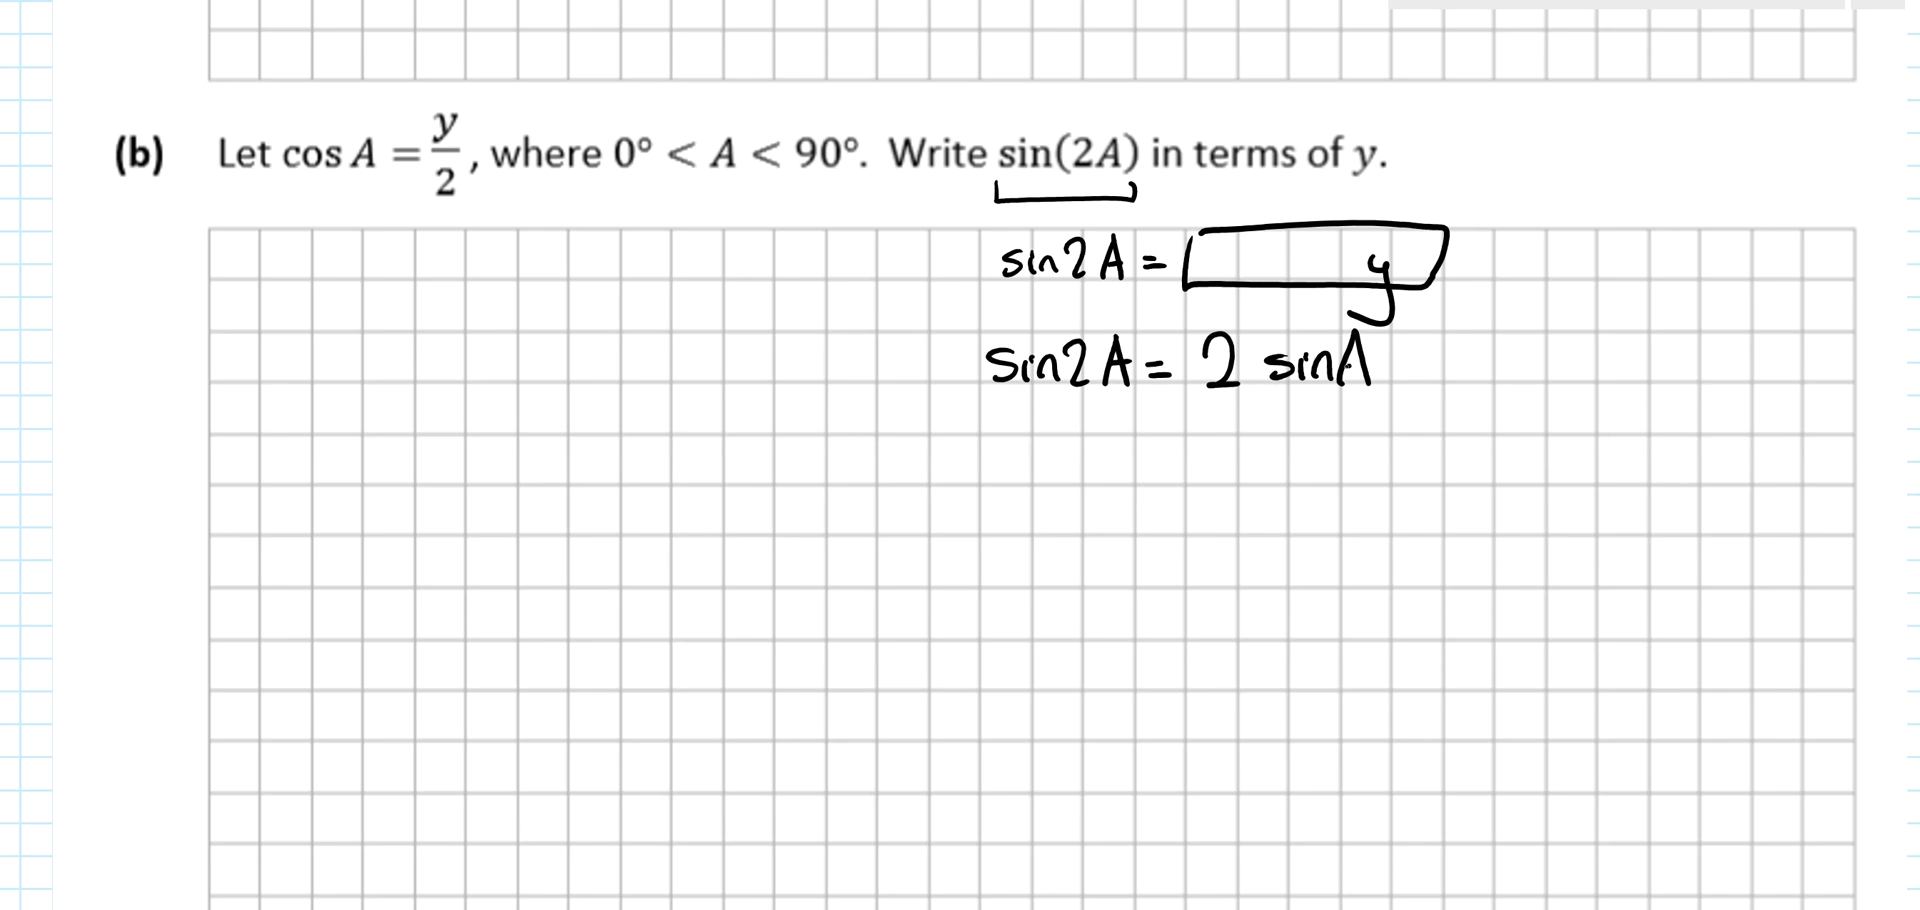 (b) Let cos A = y/2, where 0° < A < 90°. Write sin(2A) in terms of y.
sin2A = y
sin2A = 2 sinA